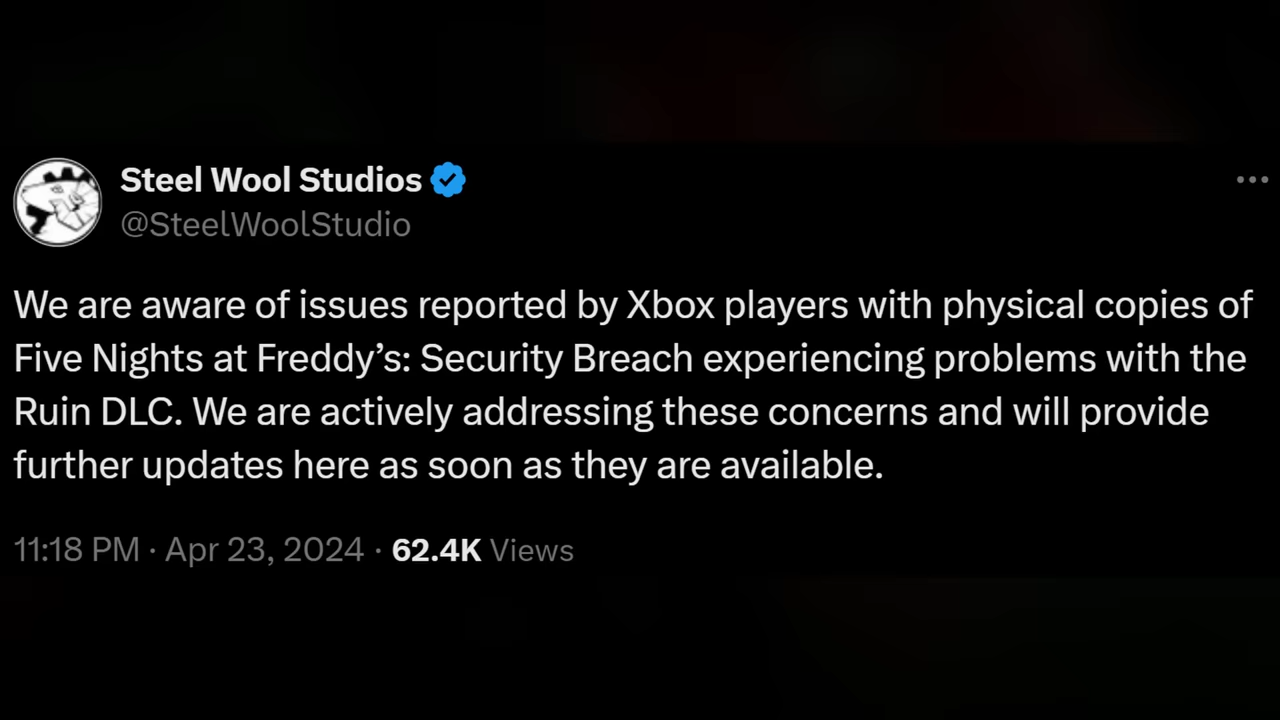 Steel Wool Studios
@SteelWoolStudio
We are aware of issues reported by Xbox players with physical copies of
Five Nights at Freddy’s: Security Breach experiencing problems with the
Ruin DLC. We are actively addressing these concerns and will provide
further updates here as soon as they are available.
11:18 PM · Apr 23, 2024 · 62.4K Views